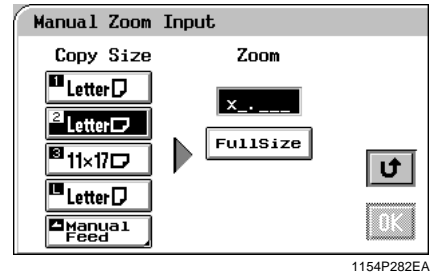 Manual Zoom Input
Copy Size
Zoom
1 Letter
x_.___
2 Letter
FullSize
3 11×17
L Letter
Manual
Feed
OK
1154P282EA